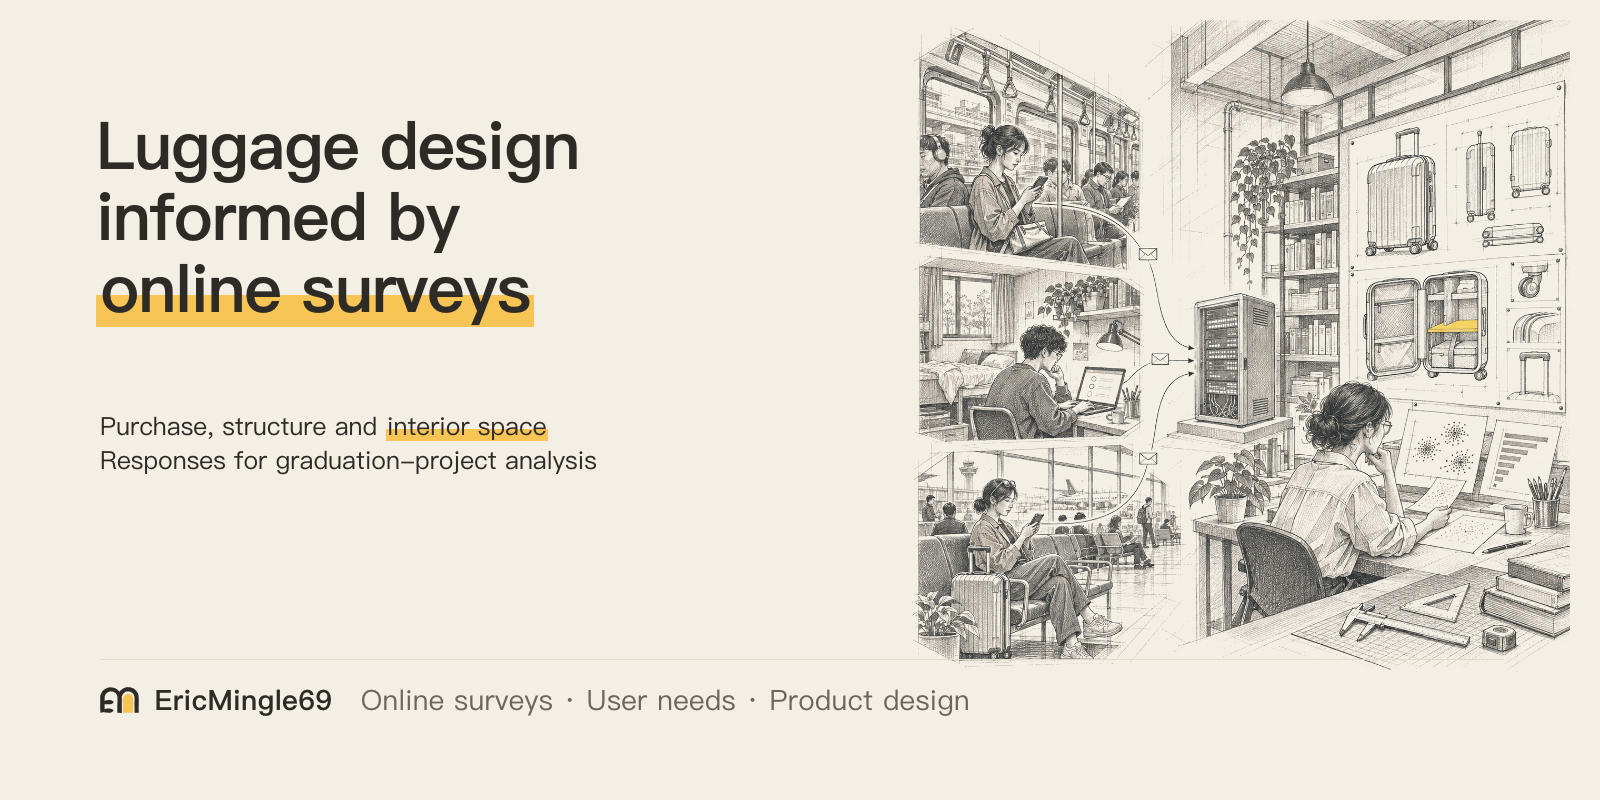 Luggage design
informed by
online surveys
Purchase, structure and interior space
Responses for graduation-project analysis
EricMingle69 Online surveys · User needs · Product design